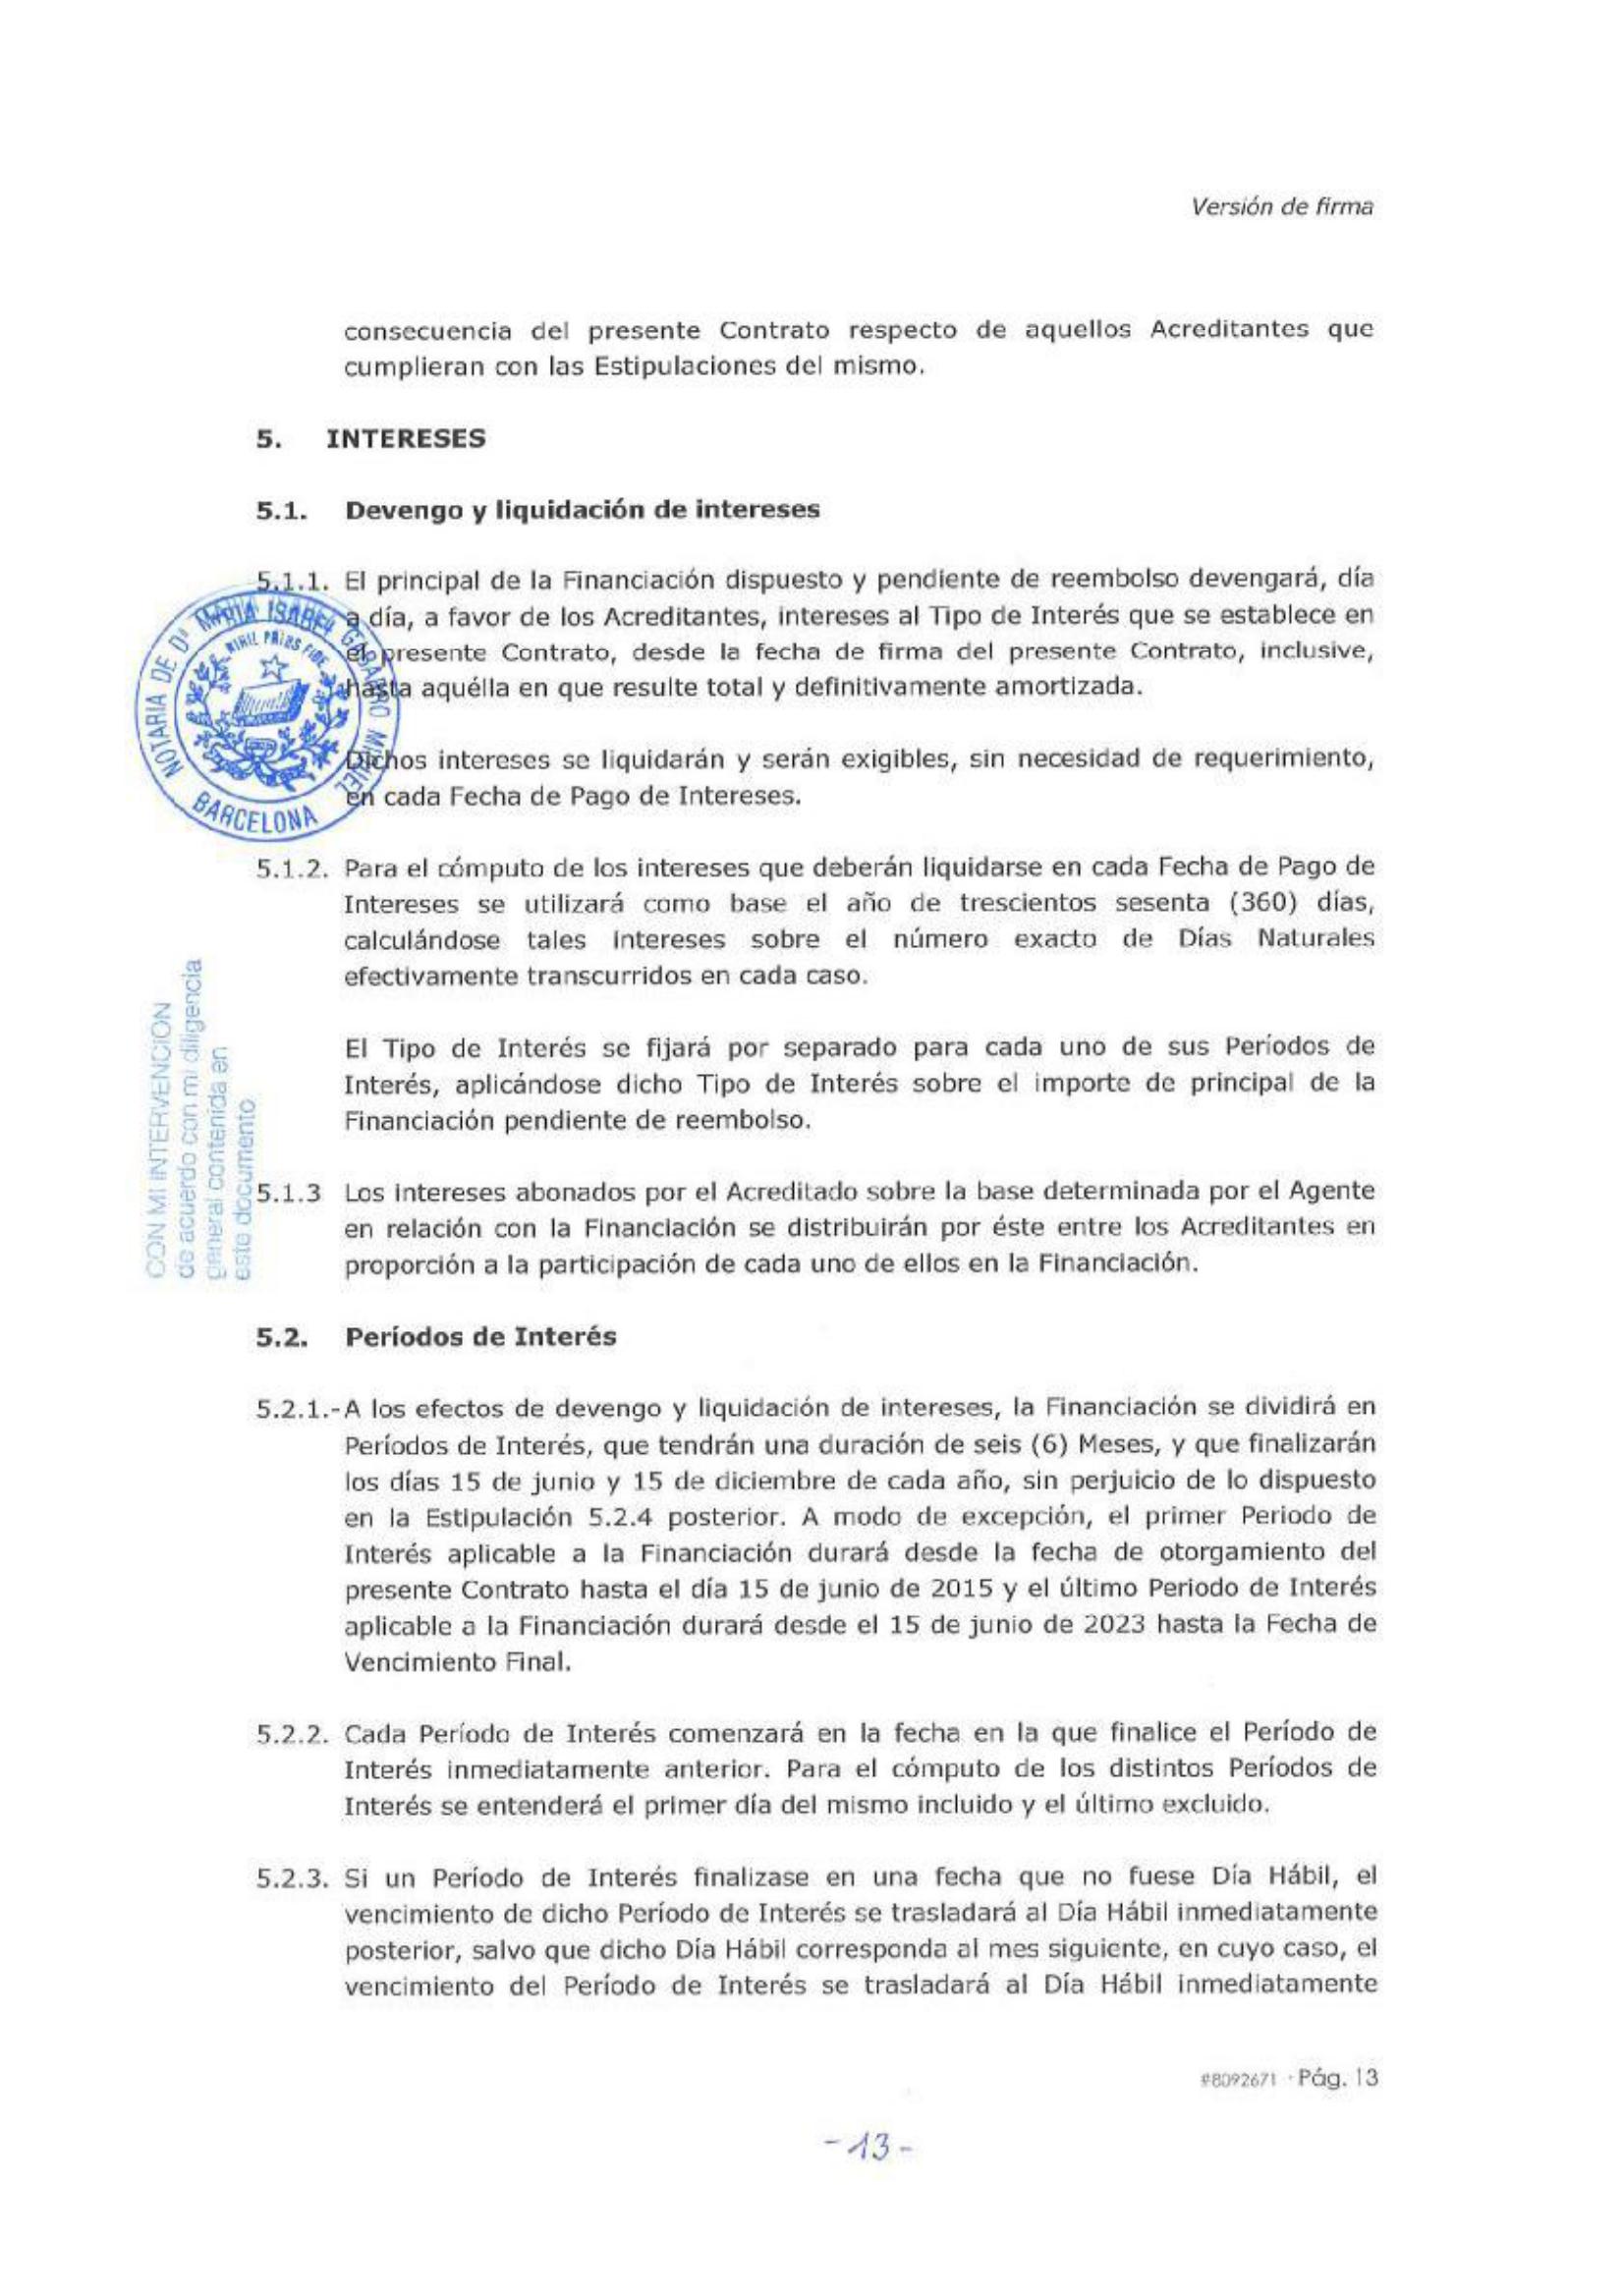 Versión de firma
consecuencia del presente Contrato respecto de aquellos Acreditantes que
cumplieran con las Estipulaciones del mismo.
5. INTERESES
5.1. Devengo y liquidación de intereses
5.1.1. El principal de la Financiación dispuesto y pendiente de reembolso devengará, día
a día, a favor de los Acreditantes, intereses al Tipo de Interés que se establece en
el presente Contrato, desde la fecha de firma del presente Contrato, inclusive,
hasta aquélla en que resulte total y definitivamente amortizada.
NOTARIA DE Dª MARIA ISABEL GABARRO MIQUEL
NIHIL PRIUS FIDE
BARCELONA
Dichos intereses se liquidarán y serán exigibles, sin necesidad de requerimiento,
en cada Fecha de Pago de Intereses.
5.1.2. Para el cómputo de los intereses que deberán liquidarse en cada Fecha de Pago de
Intereses se utilizará como base el año de trescientos sesenta (360) días,
calculándose tales intereses sobre el número exacto de Días Naturales
efectivamente transcurridos en cada caso.
CON MI INTERVENCION
de acuerdo con mi diligencia
general contenida en
este documento
El Tipo de Interés se fijará por separado para cada uno de sus Períodos de
Interés, aplicándose dicho Tipo de Interés sobre el importe de principal de la
Financiación pendiente de reembolso.
5.1.3 Los intereses abonados por el Acreditado sobre la base determinada por el Agente
en relación con la Financiación se distribuirán por éste entre los Acreditantes en
proporción a la participación de cada uno de ellos en la Financiación.
5.2. Períodos de Interés
5.2.1.- A los efectos de devengo y liquidación de intereses, la Financiación se dividirá en
Períodos de Interés, que tendrán una duración de seis (6) Meses, y que finalizarán
los días 15 de junio y 15 de diciembre de cada año, sin perjuicio de lo dispuesto
en la Estipulación 5.2.4 posterior. A modo de excepción, el primer Periodo de
Interés aplicable a la Financiación durará desde la fecha de otorgamiento del
presente Contrato hasta el día 15 de junio de 2015 y el último Periodo de Interés
aplicable a la Financiación durará desde el 15 de junio de 2023 hasta la Fecha de
Vencimiento Final.
5.2.2. Cada Período de Interés comenzará en la fecha en la que finalice el Período de
Interés inmediatamente anterior. Para el cómputo de los distintos Períodos de
Interés se entenderá el primer día del mismo incluido y el último excluido.
5.2.3. Si un Período de Interés finalizase en una fecha que no fuese Día Hábil, el
vencimiento de dicho Período de Interés se trasladará al Día Hábil inmediatamente
posterior, salvo que dicho Día Hábil corresponda al mes siguiente, en cuyo caso, el
vencimiento del Período de Interés se trasladará al Día Hábil inmediatamente
#8092671 · Pág. 13
- 13 -